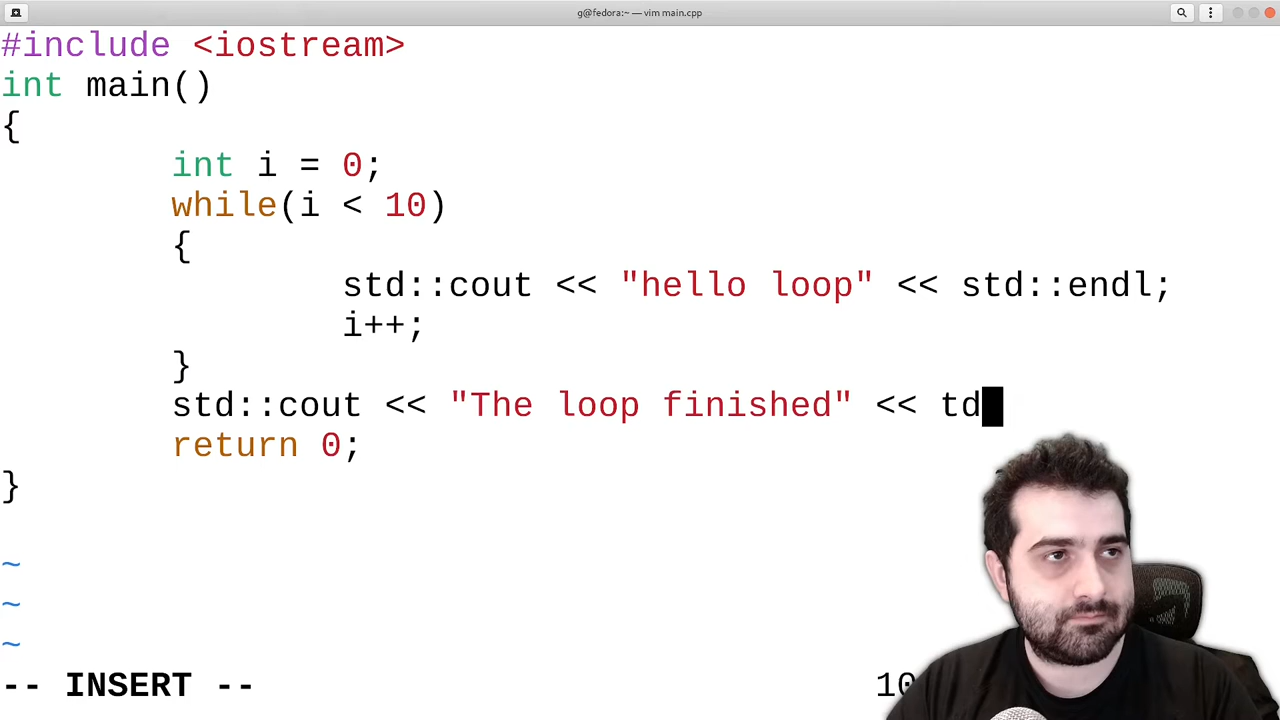 g@fedora:~ — vim main.cpp
#include <iostream>
int main()
{
        int i = 0;
        while(i < 10)
        {
                std::cout << "hello loop" << std::endl;
                i++;
        }
        std::cout << "The loop finished" << td
        return 0;
}
~
~
~
-- INSERT --